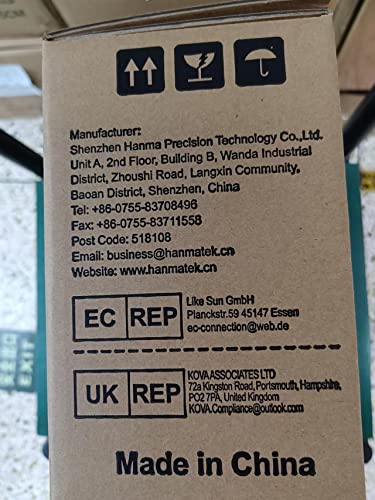 Manufacturer:
Shenzhen Hanma Precision Technology Co.,Ltd.
Unit A, 2nd Floor, Building B, Wanda Industrial
District, Zhoushi Road, Langxin Community,
Baoan District, Shenzhen, China
Tel: +86-0755-83708496
Fax: +86-0755-83711558
Post Code: 518108
Email: business@hanmatek.cn
Website: www.hanmatek.cn
EC REP
Like Sun GmbH
Planckstr.59 45147 Essen
ec-connection@web.de
UK REP
KOVA ASSOCIATES LTD
72a Kingston Road, Portsmouth, Hampshire,
PO2 7PA, United Kingdom
KOVA.Compliance@outlook.com
Made in China